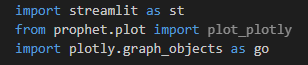 import streamlit as st
from prophet.plot import plot_plotly
import plotly.graph_objects as go